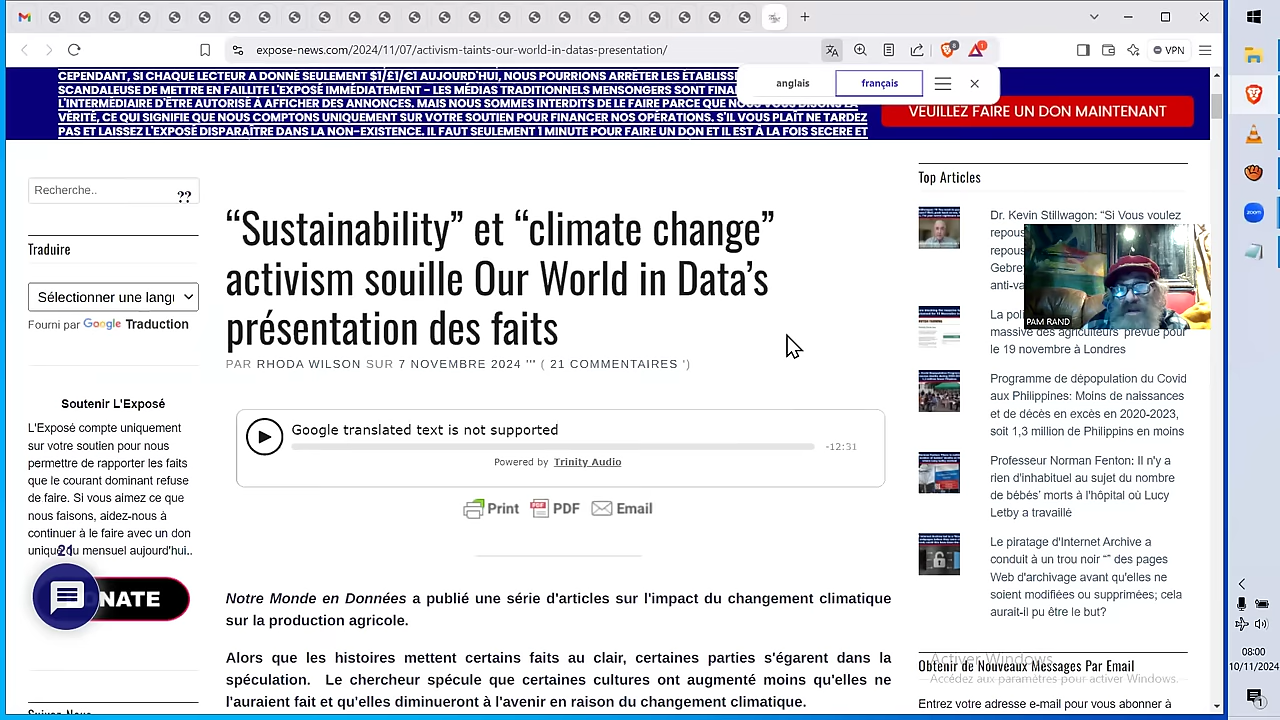 expose-news.com/2024/11/07/activism-taints-our-world-in-datas-presentation/
8
1
VPN
anglais
français
CEPENDANT, SI CHAQUE LECTEUR A DONNÉ SEULEMENT $1/£1/€1 AUJOURD'HUI, DOUS POURRIONS ARRÊTER LES
SCANDALEUSE DE METTRE EN FAILITE L'EXPOSÉ IMMÉDIATEMENT - LES MÉDIAS TRADITIONNELS MENSONGERS SONT
L'INTERMÉDIAIRE D'ÊTRE AUTORISÉ À AFFICHER DES ANNONCES. MAIS NOUS SOMMES INTERDITS DE LE FAIRE PARCE QUE NOUS DISONS LA
VÉRITÉ, CE QUI SIGNIFIE QUE NOUS COMPTONS UNIQUEMENT SUR VOTRE SOUTIEN POUR FINANCER NOS OPÉRATIONS. S'IL VOUS PLAÎT NE TARDEZ
PAS ET LAISSEZ L'EXPOSÉ DISPARAÎTRE DANS LA NON-EXISTENCE. IL FAUT SEULEMENT 1 MINUTE POUR FAIRE UN DON ET IL EST À LA FOIS SECERE ET
VEUILLEZ FAIRE UN DON MAINTENANT
Recherche..
??
Traduire
Sélectionner une langu
Fourni par Google Traduction
Soutenir L'Exposé
L'Exposé compte uniquement
sur votre soutien pour nous
permettre de rapporter les faits
que le courant dominant refuse
de faire. Si vous aimez ce que
nous faisons, aidez-nous à
continuer à le faire avec un don
unique ou mensuel aujourd'hui..
21
NATE
“Sustainability” et “climate change”
activism souille Our World in Data’s
présentation des faits
PAR RHODA WILSON SUR 7 NOVEMBRE 2024 '" ( 21 COMMENTAIRES ')
Google translated text is not supported
-12:31
Powered by Trinity Audio
Print PDF Email
Notre Monde en Données a publié une série d'articles sur l'impact du changement climatique
sur la production agricole.
Alors que les histoires mettent certains faits au clair, certaines parties s'égarent dans la
spéculation. Le chercheur spécule que certaines cultures ont augmenté moins qu'elles ne
l'auraient fait et qu'elles diminueront à l'avenir en raison du changement climatique.
Top Articles
Dr. Kevin Stillwagon: "Si Vous voulez
repous
repous
Gebrey
anti-va
PAM RAND
La poli
massive des agriculteurs prévue pour
le 19 novembre à Londres
Programme de dépopulation du Covid
aux Philippines: Moins de naissances
et de décès en excès en 2020-2023,
soit 1,3 million de Philippins en moins
Professeur Norman Fenton: Il n'y a
rien d'inhabituel au sujet du nombre
de bébés’ morts à l'hôpital où Lucy
Letby a travaillé
Le piratage d'Internet Archive a
conduit à un trou noir “” des pages
Web d'archivage avant qu'elles ne
soient modifiées ou supprimées; cela
aurait-il pu être le but?
Activer Windows
Obtenir de Nouveaux Messages Par Email
Accédez aux paramètres pour activer Windows.
Entrez votre adresse e-mail pour vous abonner à
zoom
08:00
10/11/2024
1